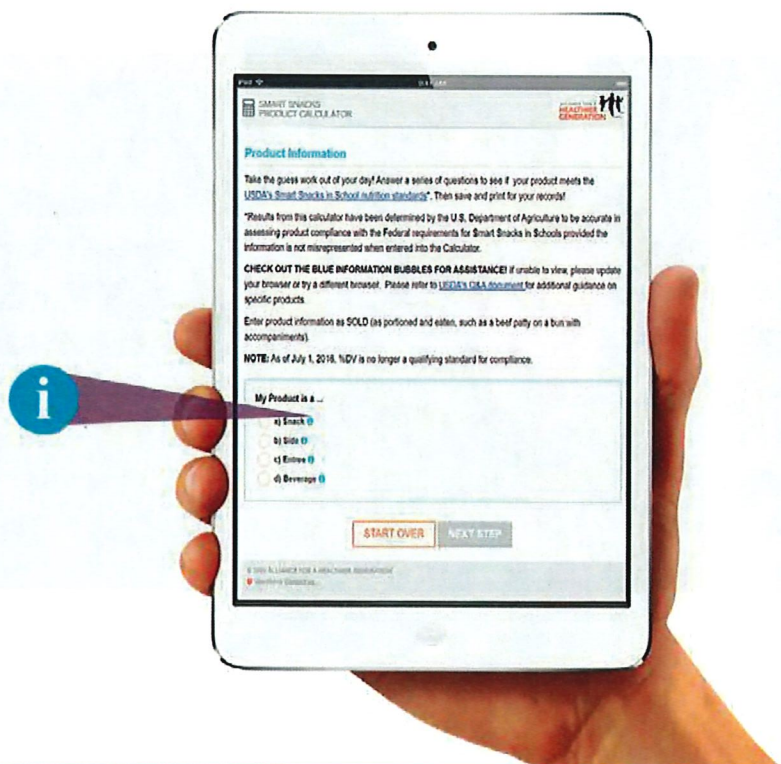 iPad
SMART SNACKS
PRODUCT CALCULATOR
HEALTHIER
GENERATION
Product Information
Take the guess work out of your day! Answer a series of questions to see if your product meets the
USDA's Smart Snacks in School nutrition standards*. Then save and print for your records!
*Results from this calculator have been determined by the U.S. Department of Agriculture to be accurate in
assessing product compliance with the Federal requirements for Smart Snacks in Schools provided the
information is not misrepresented when entered into the Calculator.
CHECK OUT THE BLUE INFORMATION BUBBLES FOR ASSISTANCE! If unable to view, please update
your browser or try a different browser. Please refer to USDA's Q&A document for additional guidance on
specific products.
Enter product information as SOLD (as portioned and eaten, such as a beef patty on a bun with
accompaniments).
NOTE: As of July 1, 2016, %DV is no longer a qualifying standard for compliance.
i
My Product is a ...
a) Snack i
b) Side i
c) Entree i
d) Beverage i
START OVER NEXT STEP
ALLIANCE FOR A HEALTHIER GENERATION